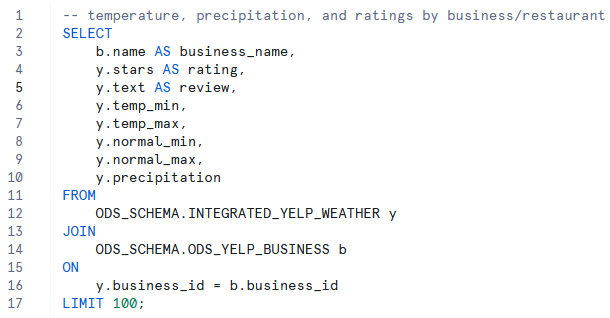 1 -- temperature, precipitation, and ratings by business/restaurant
2 SELECT
3     b.name AS business_name,
4     y.stars AS rating,
5     y.text AS review,
6     y.temp_min,
7     y.temp_max,
8     y.normal_min,
9     y.normal_max,
10     y.precipitation
11 FROM
12     ODS_SCHEMA.INTEGRATED_YELP_WEATHER y
13 JOIN
14     ODS_SCHEMA.ODS_YELP_BUSINESS b
15 ON
16     y.business_id = b.business_id
17 LIMIT 100;